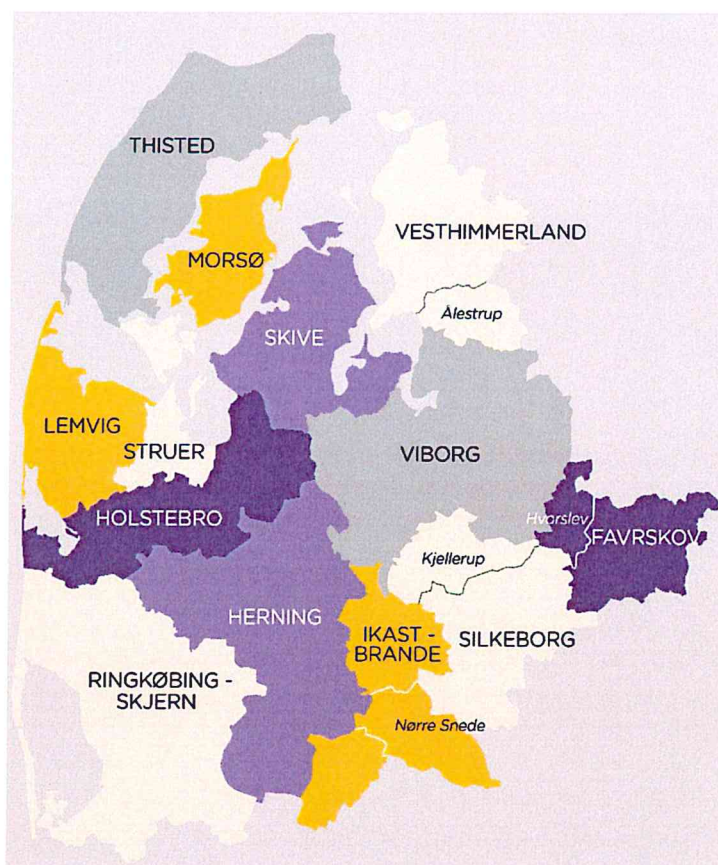 THISTED
MORSØ
VESTHIMMERLAND
Ålestrup
SKIVE
LEMVIG
STRUER
VIBORG
HOLSTEBRO
Hvorslev
FAVRSKOV
Kjellerup
HERNING
IKAST -
BRANDE
SILKEBORG
RINGKØBING -
SKJERN
Nørre Snede